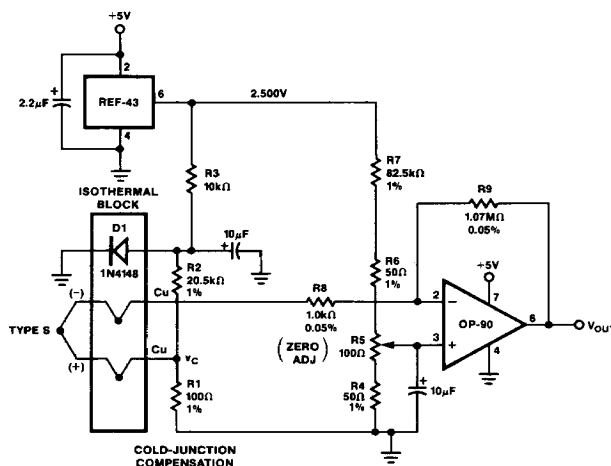 +5V
2
2.2µF
+
REF-43
6
2.500V
4
R3
10kΩ
R7
82.5kΩ
1%
R9
1.07MΩ
0.05%
ISOTHERMAL
BLOCK
D1
1N4148
10µF
+
R2
20.5kΩ
1%
R6
50Ω
1%
+5V
7
(-)
Cu
R8
1.0kΩ
0.05%
2
−
OP-90
6
VOUT
TYPE S
Cu
vC
(ZERO
ADJ)
R5
100Ω
3
+
4
(+)
R1
100Ω
1%
R4
50Ω
1%
+
10µF
COLD-JUNCTION
COMPENSATION